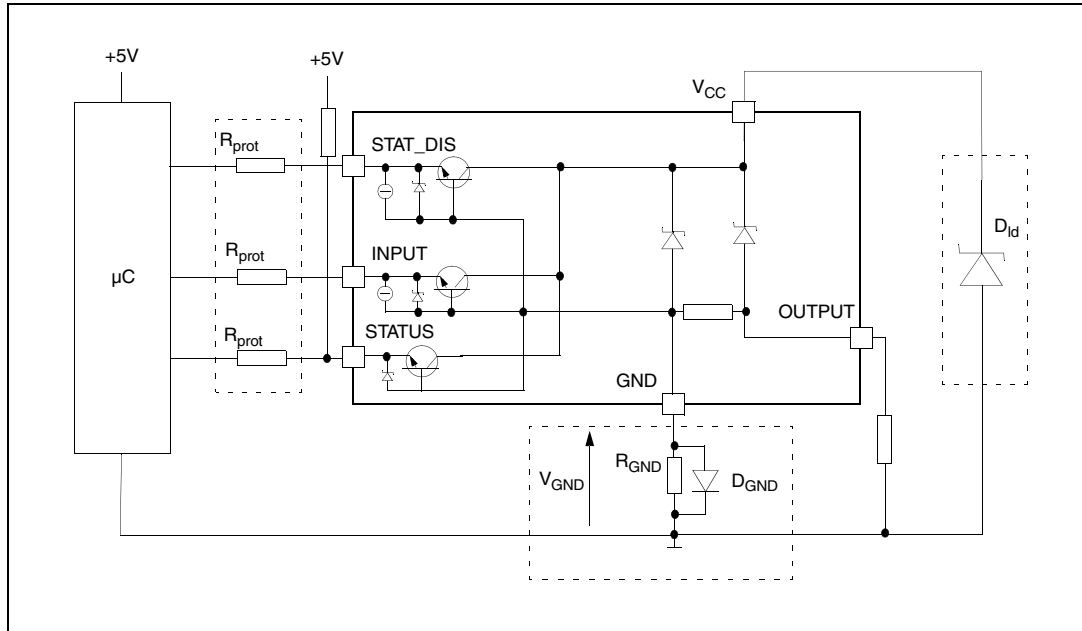 +5V
+5V
V_CC
R_prot
STAT_DIS
D_ld
R_prot
INPUT
µC
OUTPUT
R_prot
STATUS
GND
R_GND
V_GND
D_GND